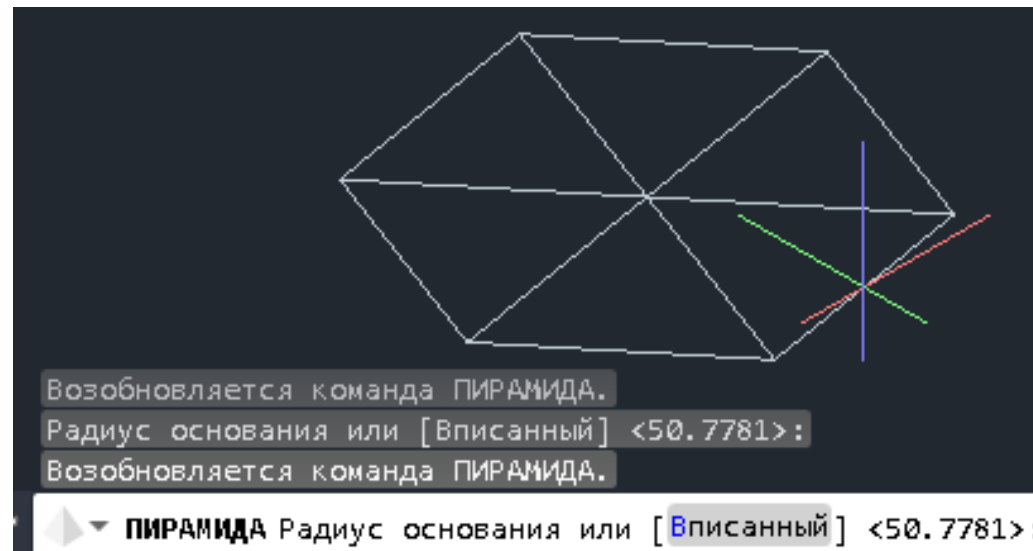 Возобновляется команда ПИРАМИДА.
Радиус основания или [Вписанный] <50.7781>:
Возобновляется команда ПИРАМИДА.
ПИРАМИДА Радиус основания или [Вписанный] <50.7781>: